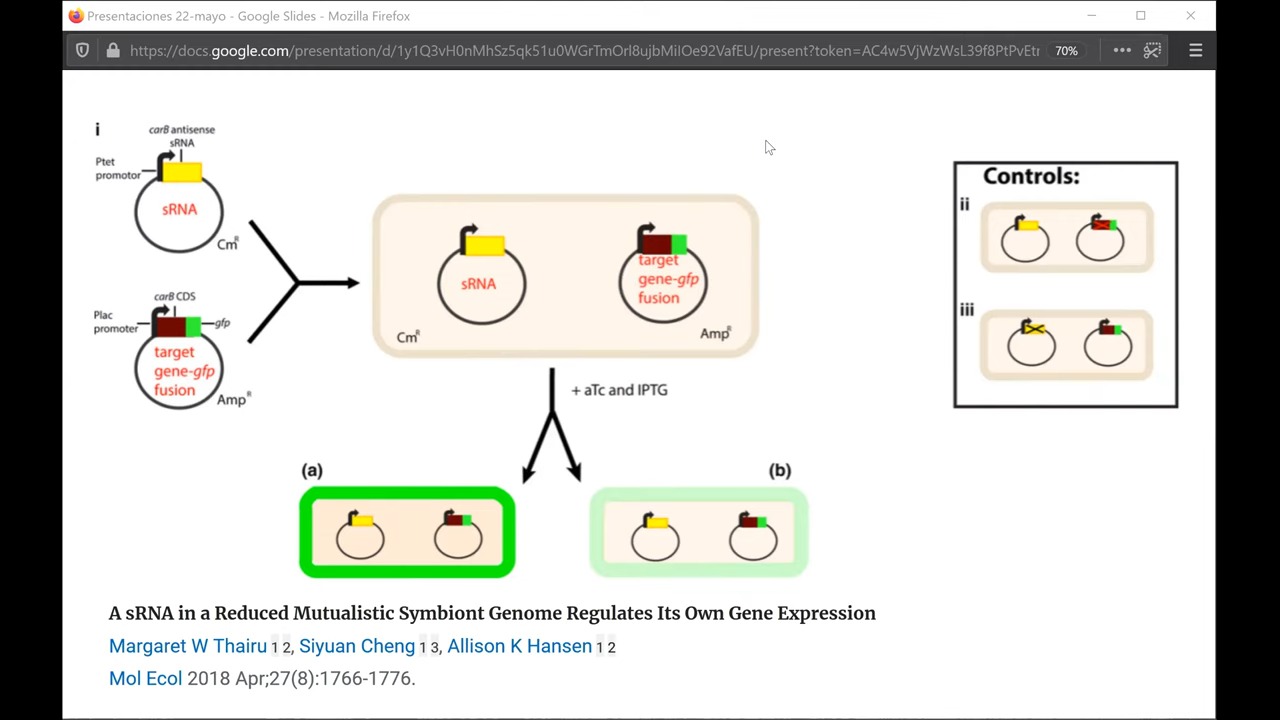 Presentaciones 22-mayo - Google Slides - Mozilla Firefox
https://docs.google.com/presentation/d/1y1Q3vH0nMhSz5qk51u0WGrTmOrI8ujbMiIOe92VafEU/present?token=AC4w5VjWzWsL39f8PtPvEtr
70%
i
carB antisense
sRNA
Ptet
promotor
sRNA
CmR
carB CDS
Plac
promoter
gfp
target
gene-gfp
fusion
AmpR
sRNA
CmR
target
gene-gfp
fusion
AmpR
+ aTc and IPTG
(a)
(b)
Controls:
ii
iii
A sRNA in a Reduced Mutualistic Symbiont Genome Regulates Its Own Gene Expression
Margaret W Thairu 1 2, Siyuan Cheng 1 3, Allison K Hansen 1 2
Mol Ecol 2018 Apr;27(8):1766-1776.